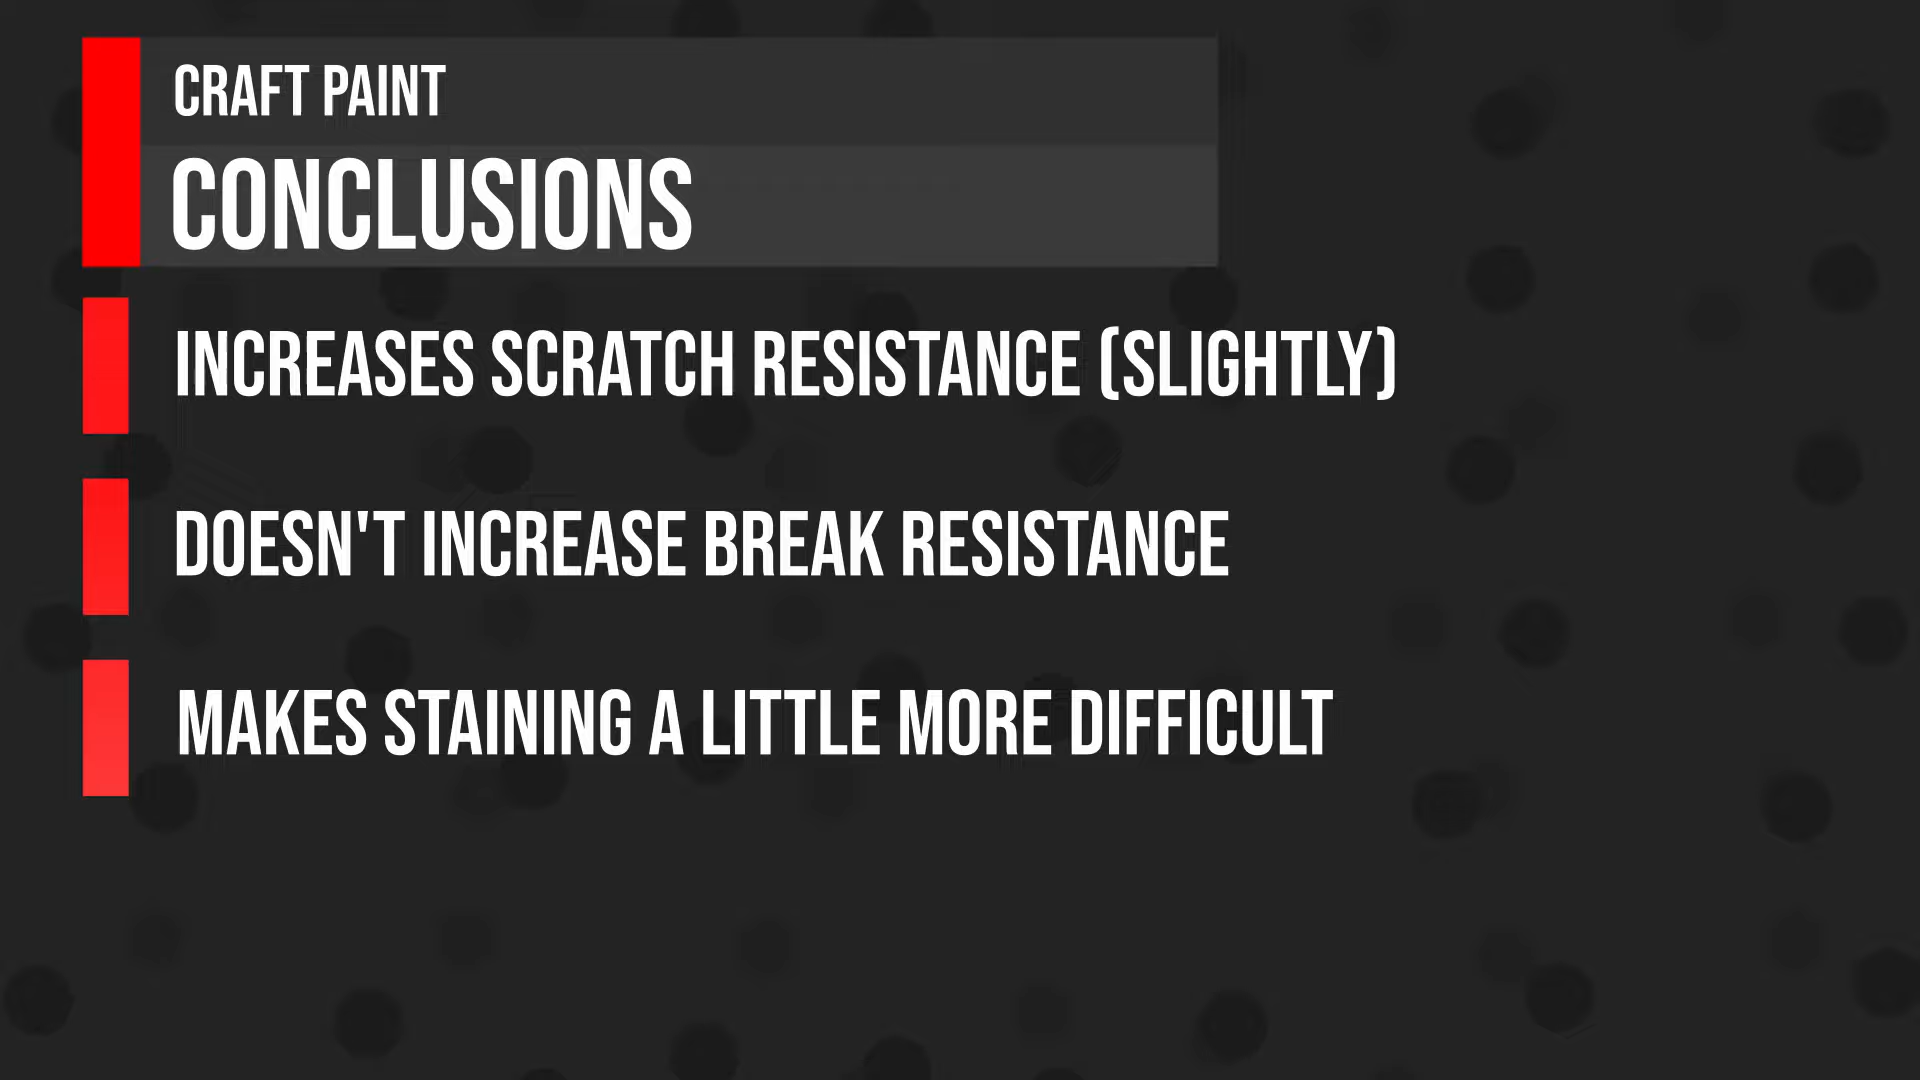 CRAFT PAINT
CONCLUSIONS
INCREASES SCRATCH RESISTANCE (SLIGHTLY)
DOESN'T INCREASE BREAK RESISTANCE
MAKES STAINING A LITTLE MORE DIFFICULT